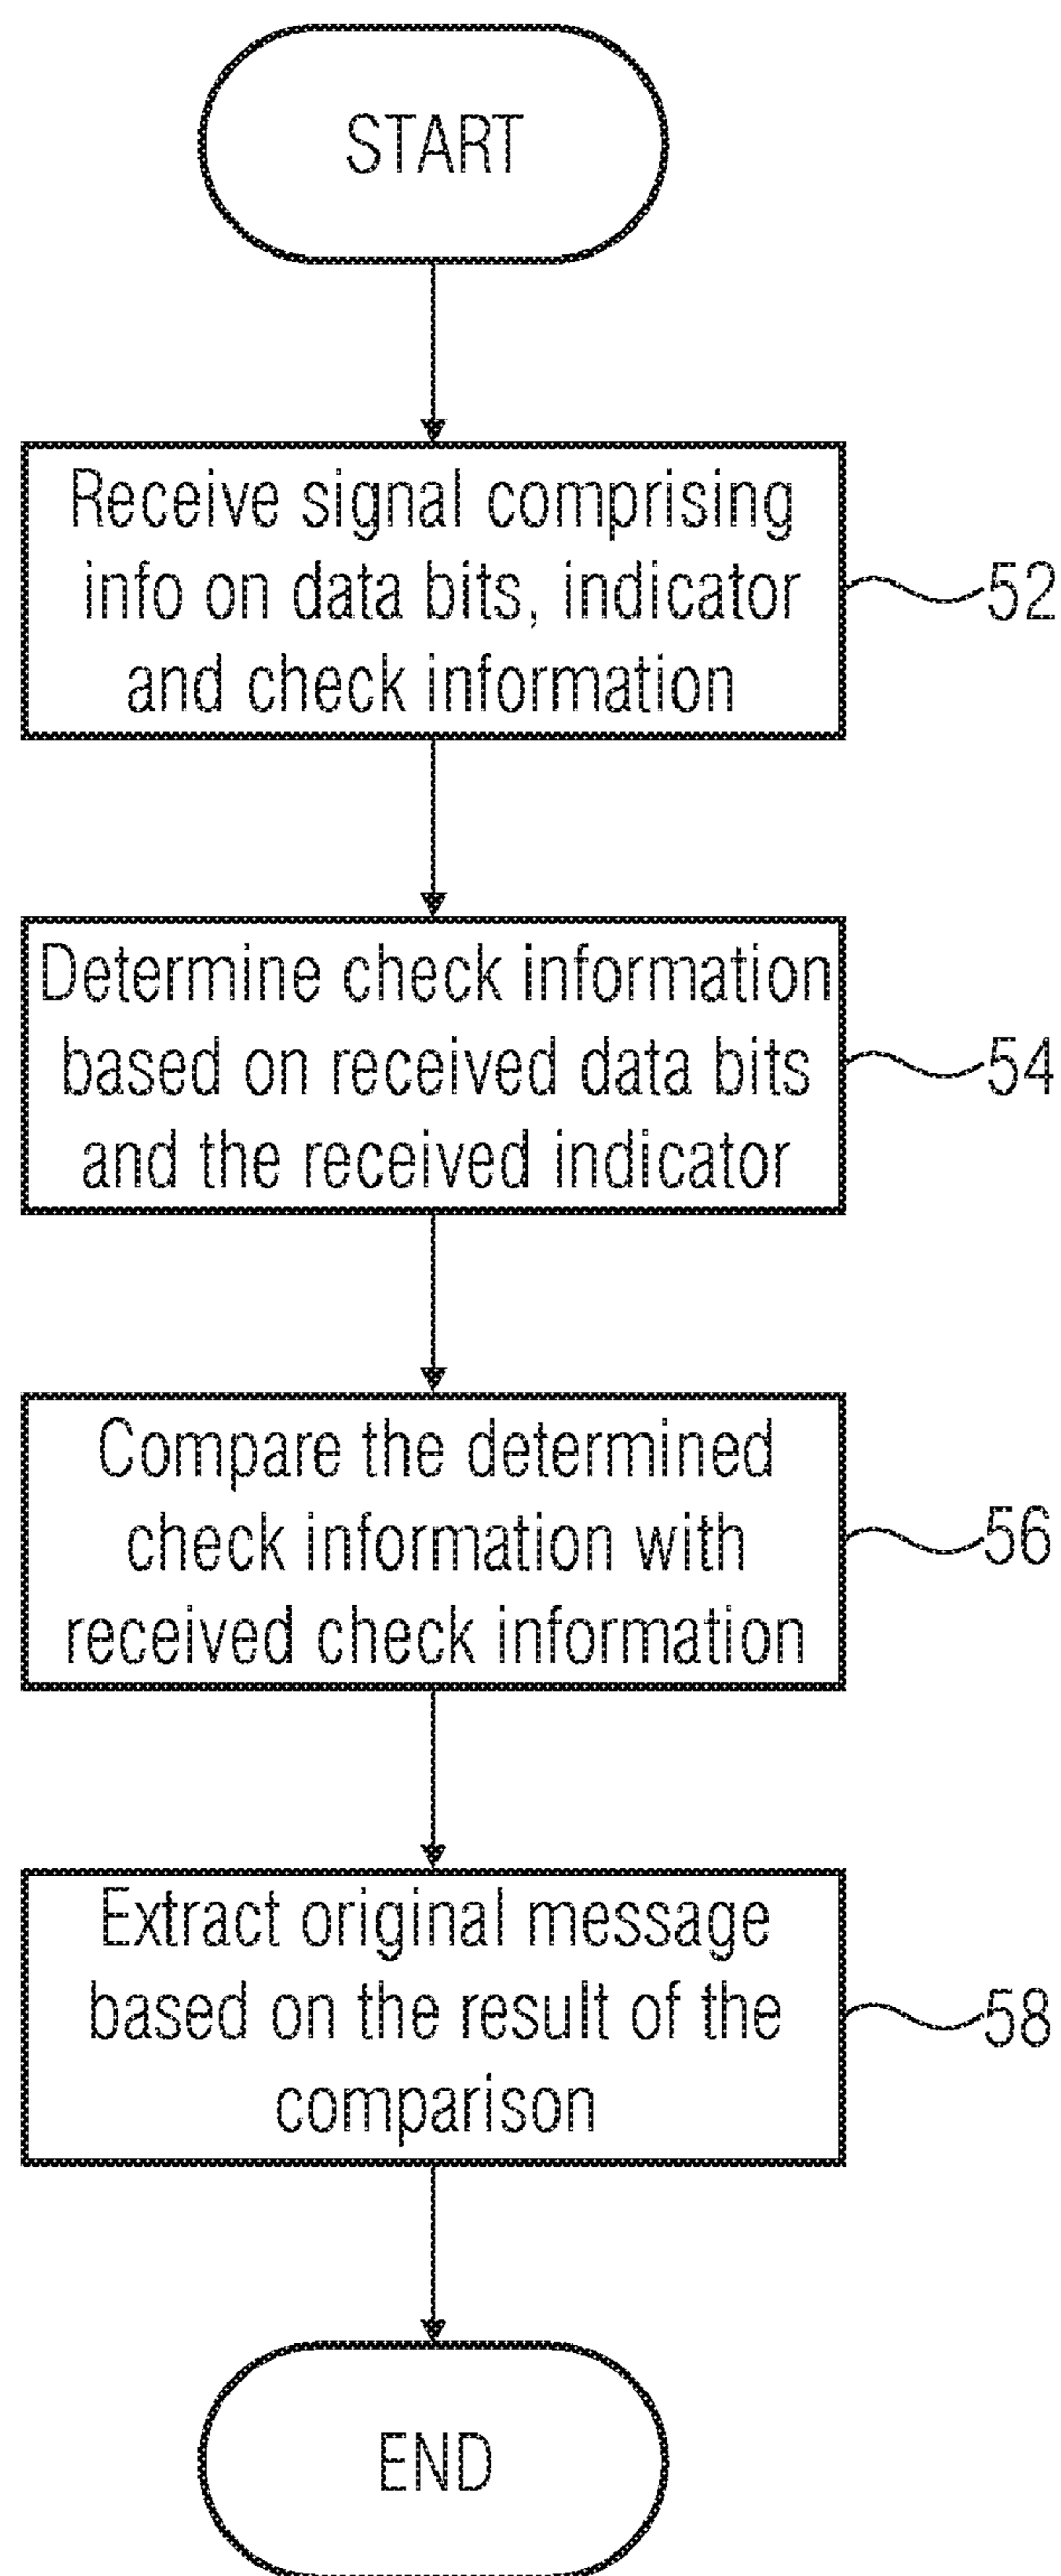 START
Receive signal comprising
info on data bits, indicator
and check information
52
Determine check information
based on received data bits
and the received indicator
54
Compare the determined
check information with
received check information
56
Extract original message
based on the result of the
comparison
58
END